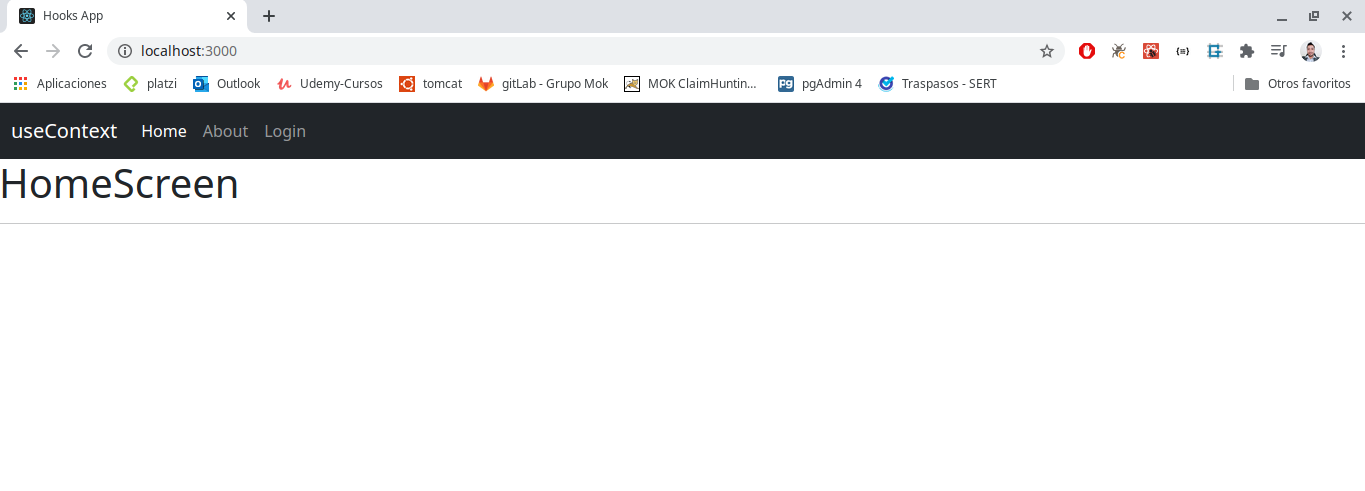 Hooks App
localhost:3000
Aplicaciones platzi Outlook Udemy-Cursos tomcat gitLab - Grupo Mok MOK ClaimHuntin... pgAdmin 4 Traspasos - SERT Otros favoritos
useContext Home About Login
HomeScreen